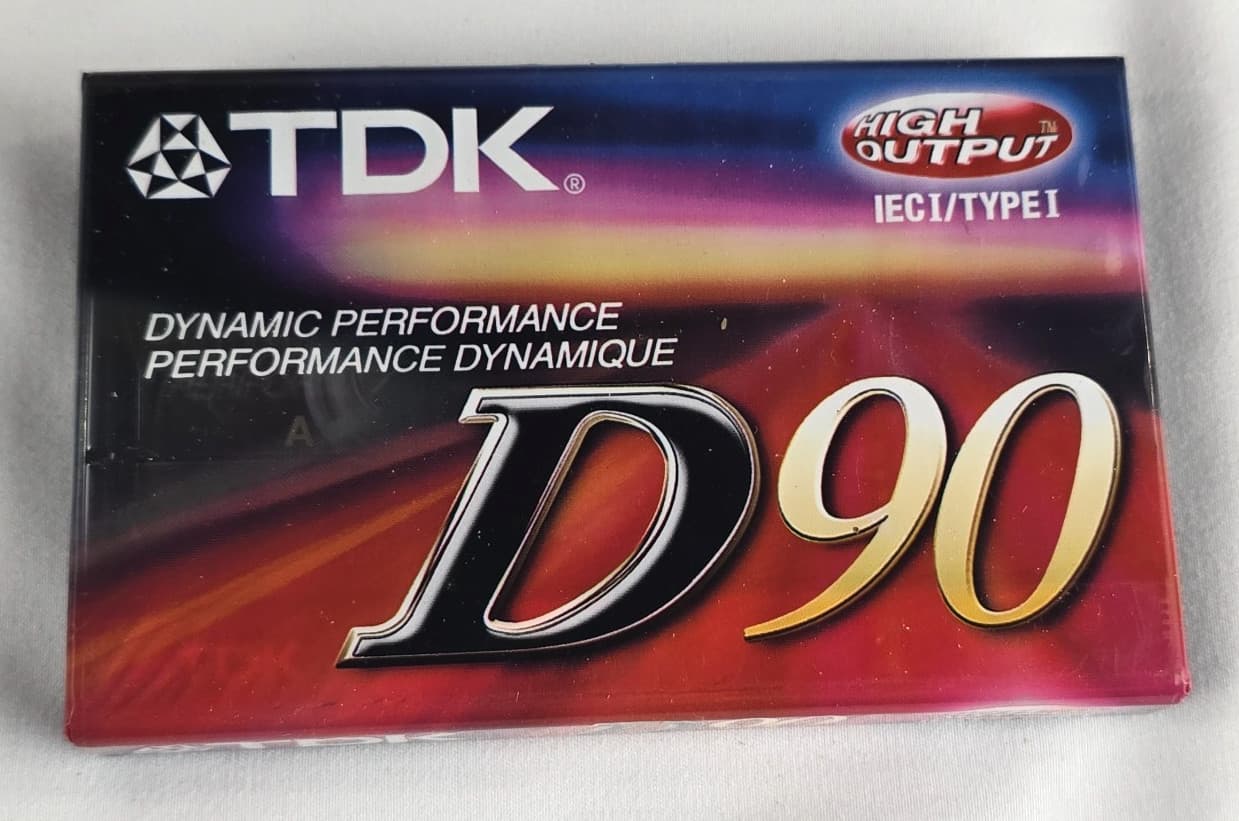 TDK®
HIGH
OUTPUT™
IEC I/TYPE I
DYNAMIC PERFORMANCE
PERFORMANCE DYNAMIQUE
A
D90